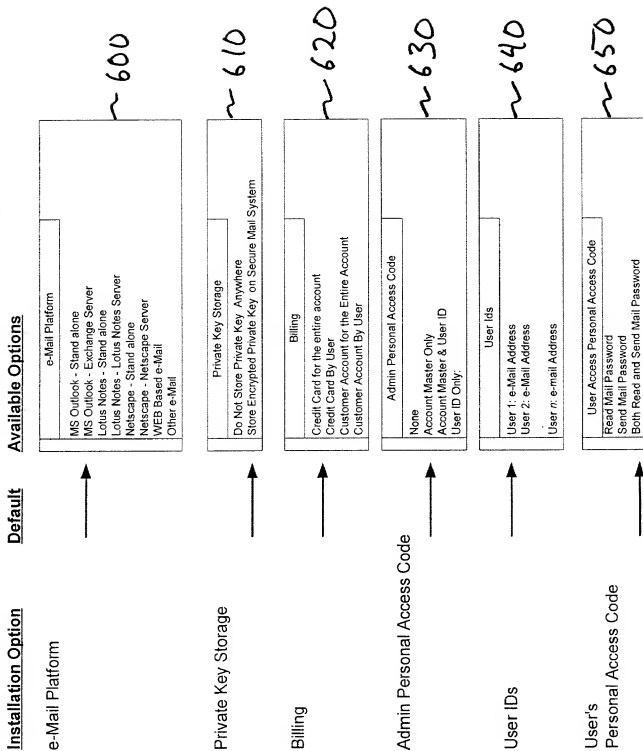 Installation Option Default Available Options
e-Mail Platform
e-Mail Platform
MS Outlook - Stand alone
MS Outlook - Exchange Server
Lotus Notes - Stand alone
Lotus Notes - Lotus Notes Server
Netscape - Stand alone
Netscape - Netscape Server
WEB Based e-Mail
Other e-Mail
~ 600
Private Key Storage
Private Key Storage
Do Not Store Private Key Anywhere
Store Encrypted Private Key on Secure Mail System
~ 610
Billing
Billing
Credit Card for the entire account
Credit Card By User
Customer Account for the Entire Account
Customer Account By User
~ 620
Admin Personal Access Code
Admin Personal Access Code
None
Account Master Only
Account Master & User ID
User ID Only:
~ 630
User IDs
User Ids
User 1: e-Mail Address
User 2: e-Mail Address
.
User n: e-mail Address
~ 640
User's
Personal Access Code
User Access Personal Access Code
Read Mail Password
Send Mail Password
Both Read and Send Mail Password
~ 650